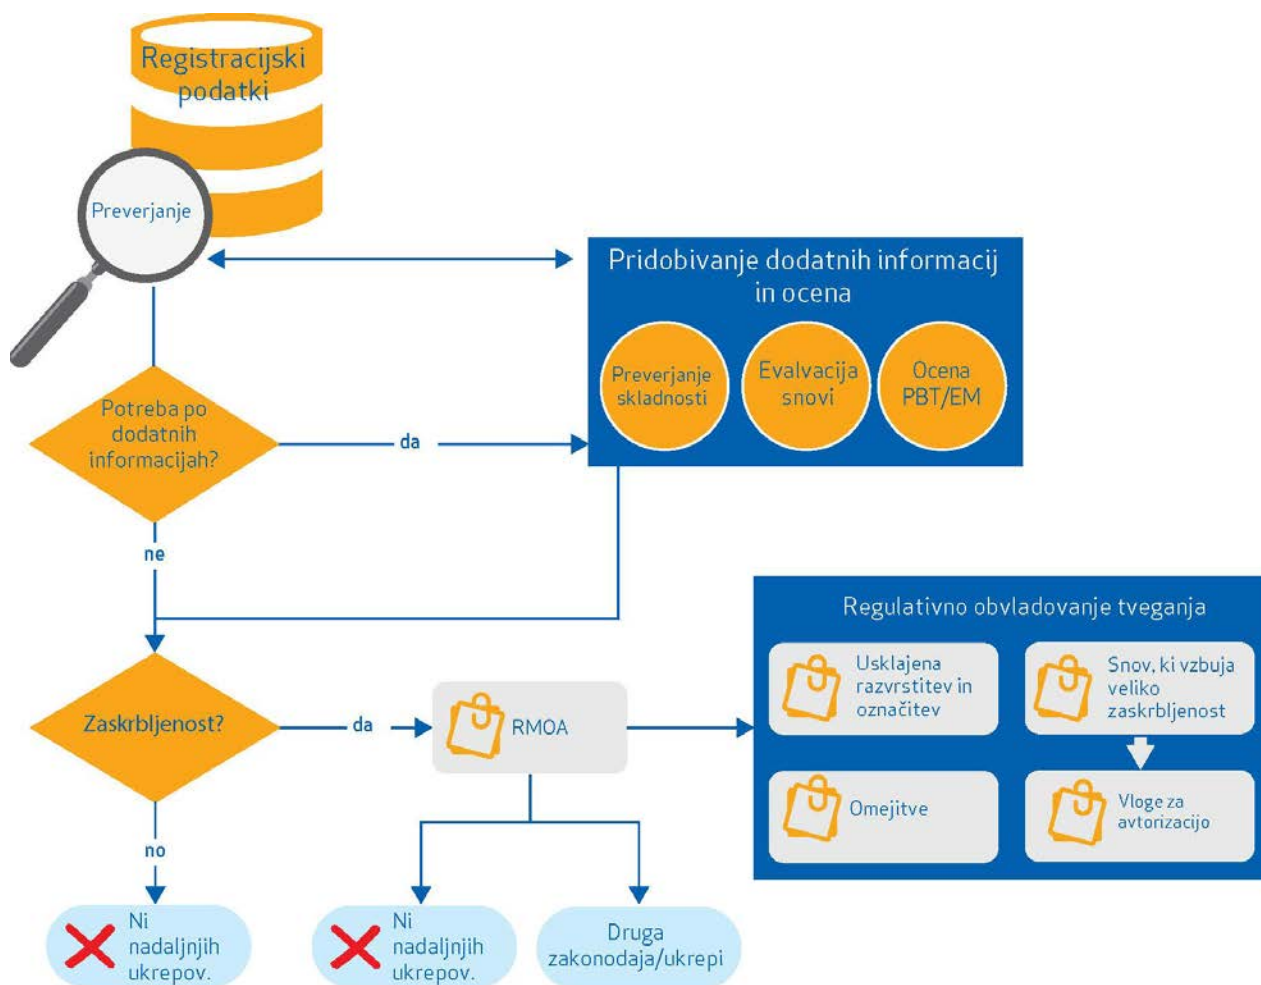 Registracijski
podatki
Preverjanje
Pridobivanje dodatnih informacij
in ocena
Preverjanje
skladnosti
Evalvacija
snovi
Ocena
PBT/EM
Potreba po
dodatnih
informacijah?
da
ne
Regulativno obvladovanje tveganja
Usklajena
razvrstitev in
označitev
Snov, ki vzbuja
veliko
zaskrbljenost
Zaskrbljenost?
da
RMOA
Omejitve
Vloge za
avtorizacijo
no
Ni
nadaljnjih
ukrepov.
Ni
nadaljnjih
ukrepov.
Druga
zakonodaja/ukrepi